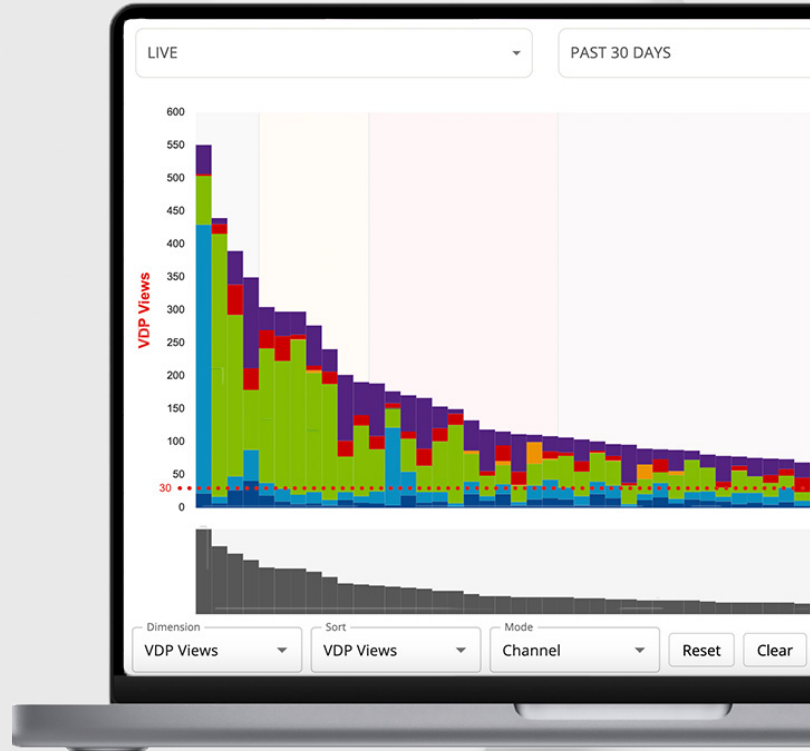 LIVE
PAST 30 DAYS
600
550
500
450
400
350
300
250
200
150
100
50
30
0
VDP Views
Dimension
VDP Views
Sort
VDP Views
Mode
Channel
Reset
Clear